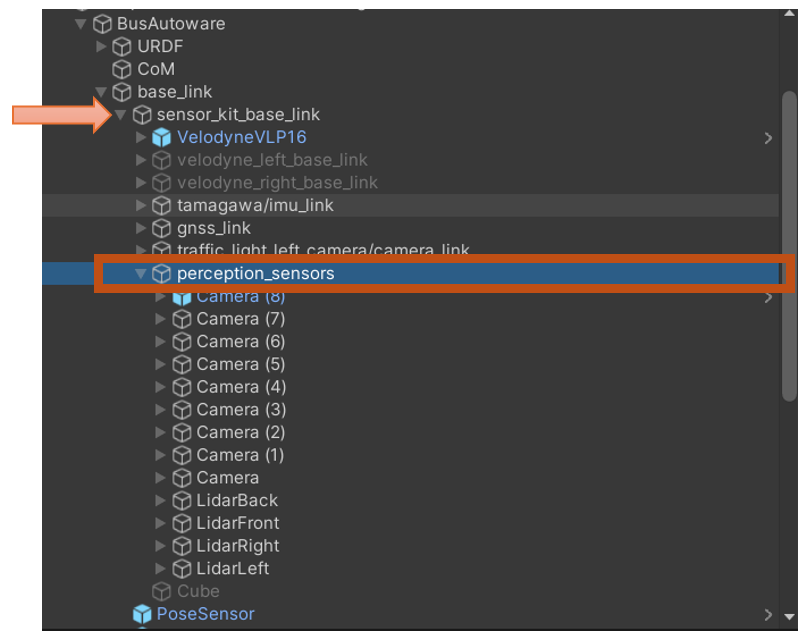 BusAutoware
URDF
CoM
base_link
sensor_kit_base_link
VelodyneVLP16
velodyne_left_base_link
velodyne_right_base_link
tamagawa/imu_link
gnss_link
traffic_light_left_camera/camera_link
perception_sensors
Camera (8)
Camera (7)
Camera (6)
Camera (5)
Camera (4)
Camera (3)
Camera (2)
Camera (1)
Camera
LidarBack
LidarFront
LidarRight
LidarLeft
Cube
PoseSensor